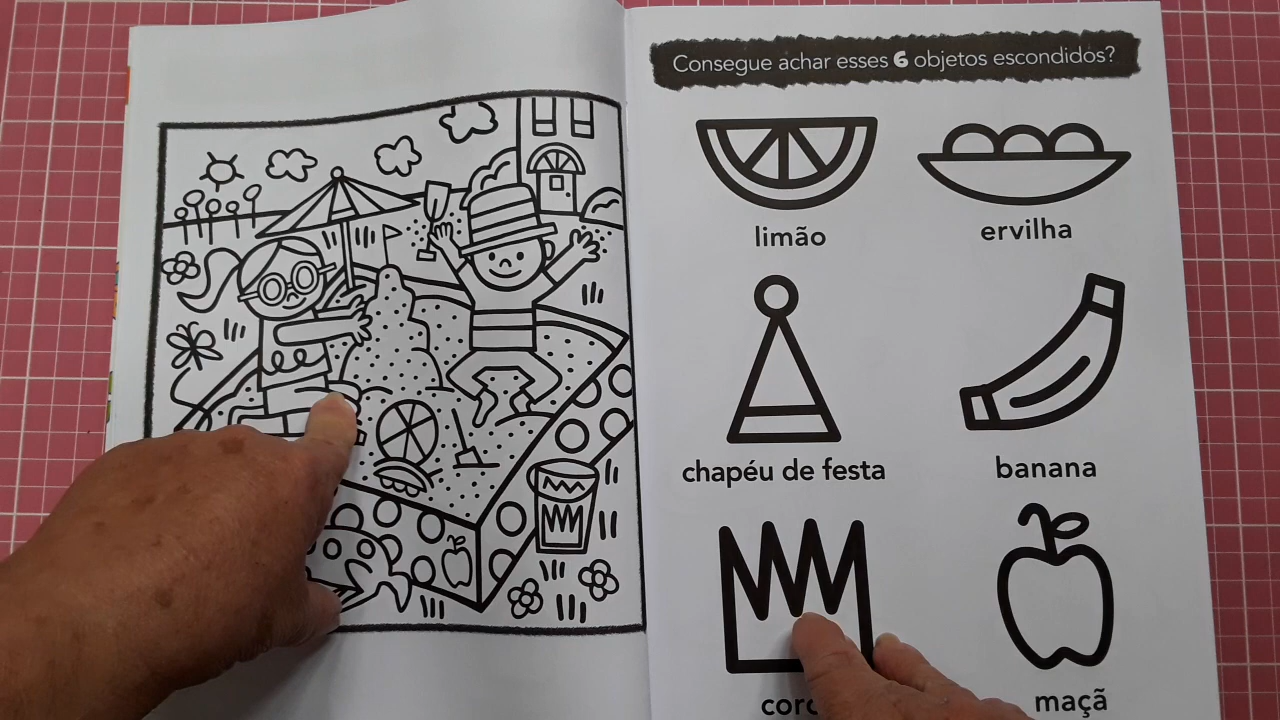 Consegue achar esses 6 objetos escondidos?
limão
ervilha
chapéu de festa
banana
maçã